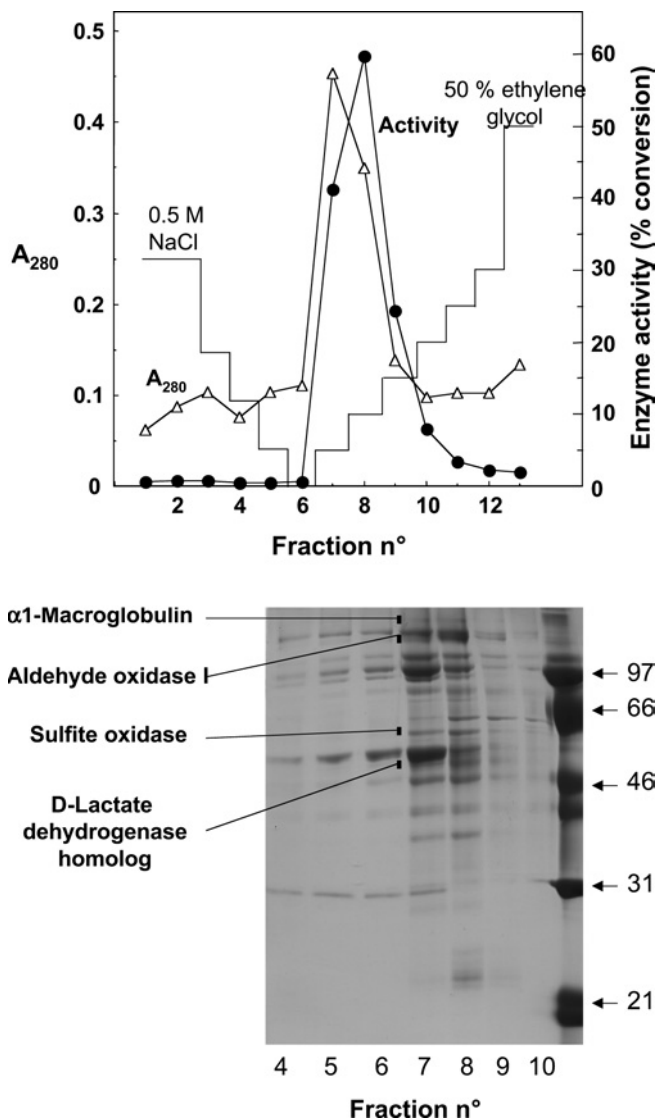 0.5
60
50 % ethylene
glycol
Activity
0.4
50
40
0.3
0.5 M
NaCl
A280
30
0.2
20
A280
0.1
10
0
0
2
4
6
8
10
12
Enzyme activity (% conversion)
Fraction n°
α1-Macroglobulin
Aldehyde oxidase I
Sulfite oxidase
D-Lactate
dehydrogenase
homolog
97
66
46
31
21
4 5 6 7 8 9 10
Fraction n°